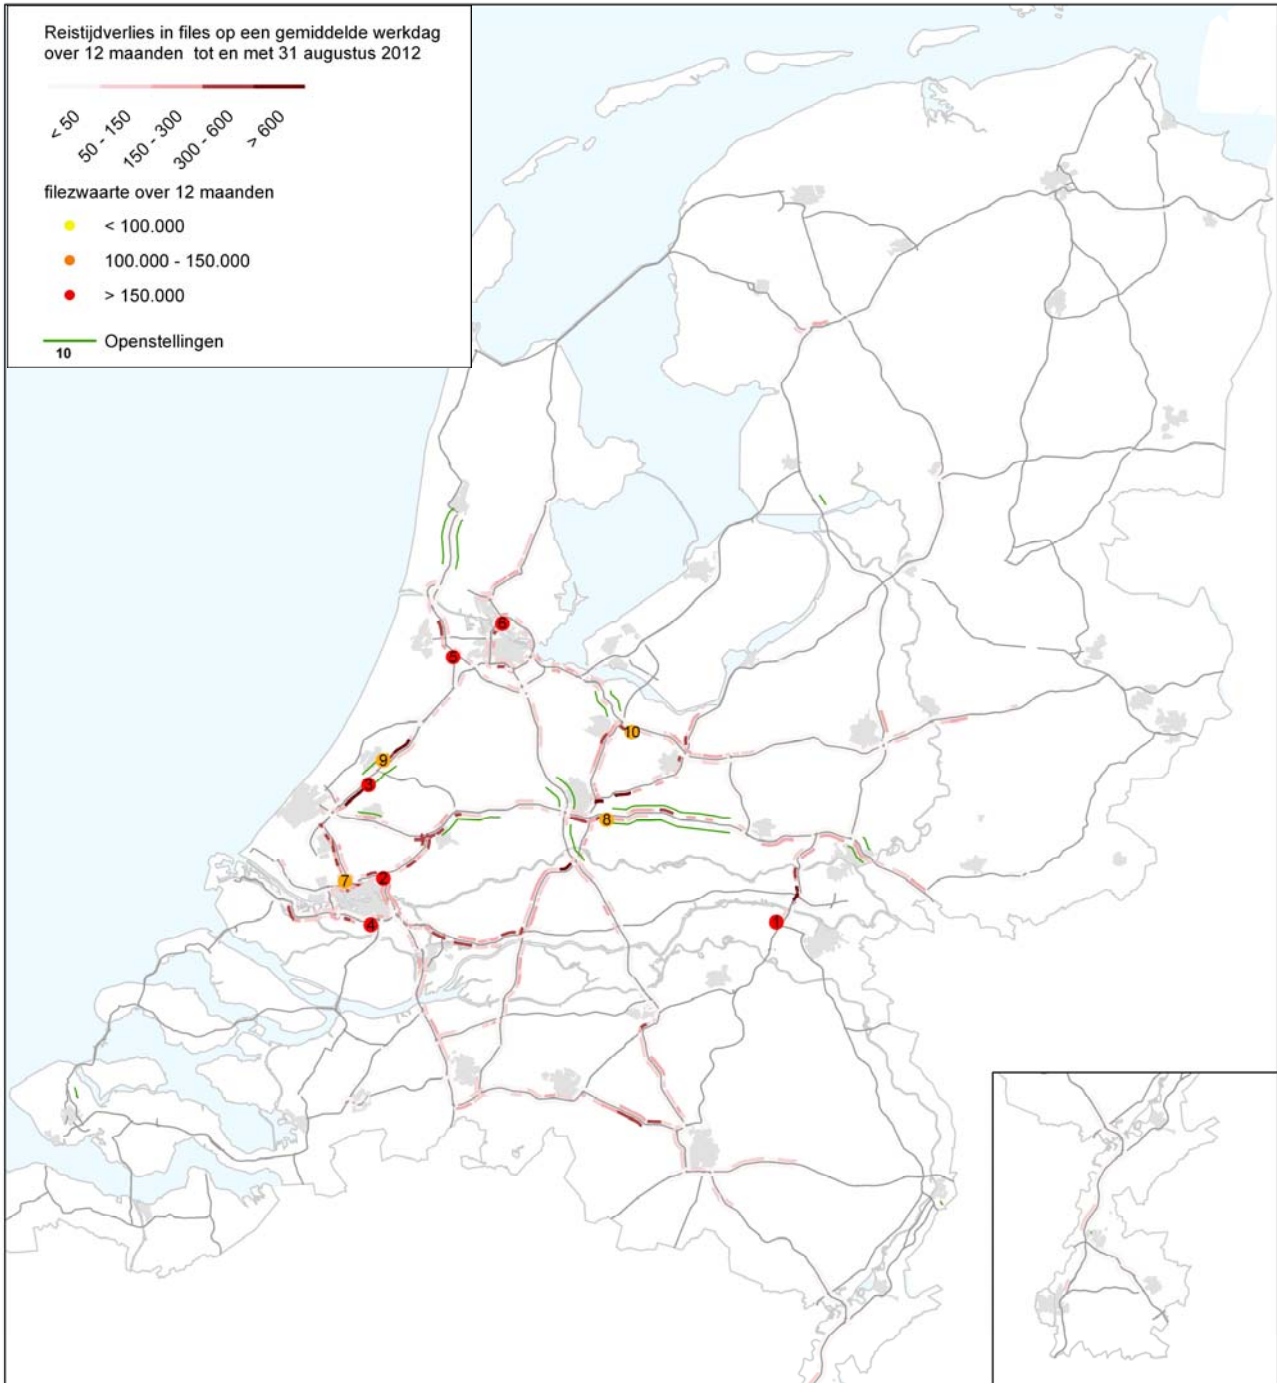 Reistijdverlies in files op een gemiddelde werkdag
over 12 maanden tot en met 31 augustus 2012
< 50
50 - 150
150 - 300
300 - 600
> 600
filezwaarte over 12 maanden
< 100.000
100.000 - 150.000
> 150.000
Openstellingen
10
6
5
10
9
3
8
7
2
4
1